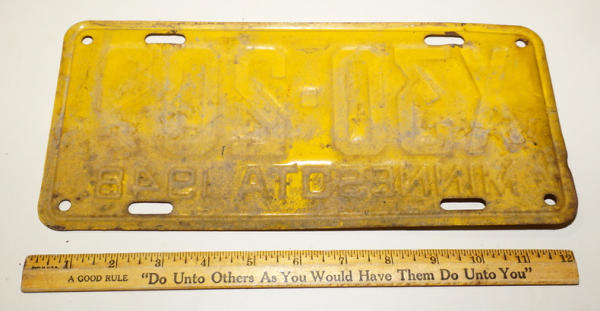 MINNESOTA 1948
1 2 3 4 5 6 7 8 9 10 11 12
A GOOD RULE "Do Unto Others As You Would Have Them Do Unto You"